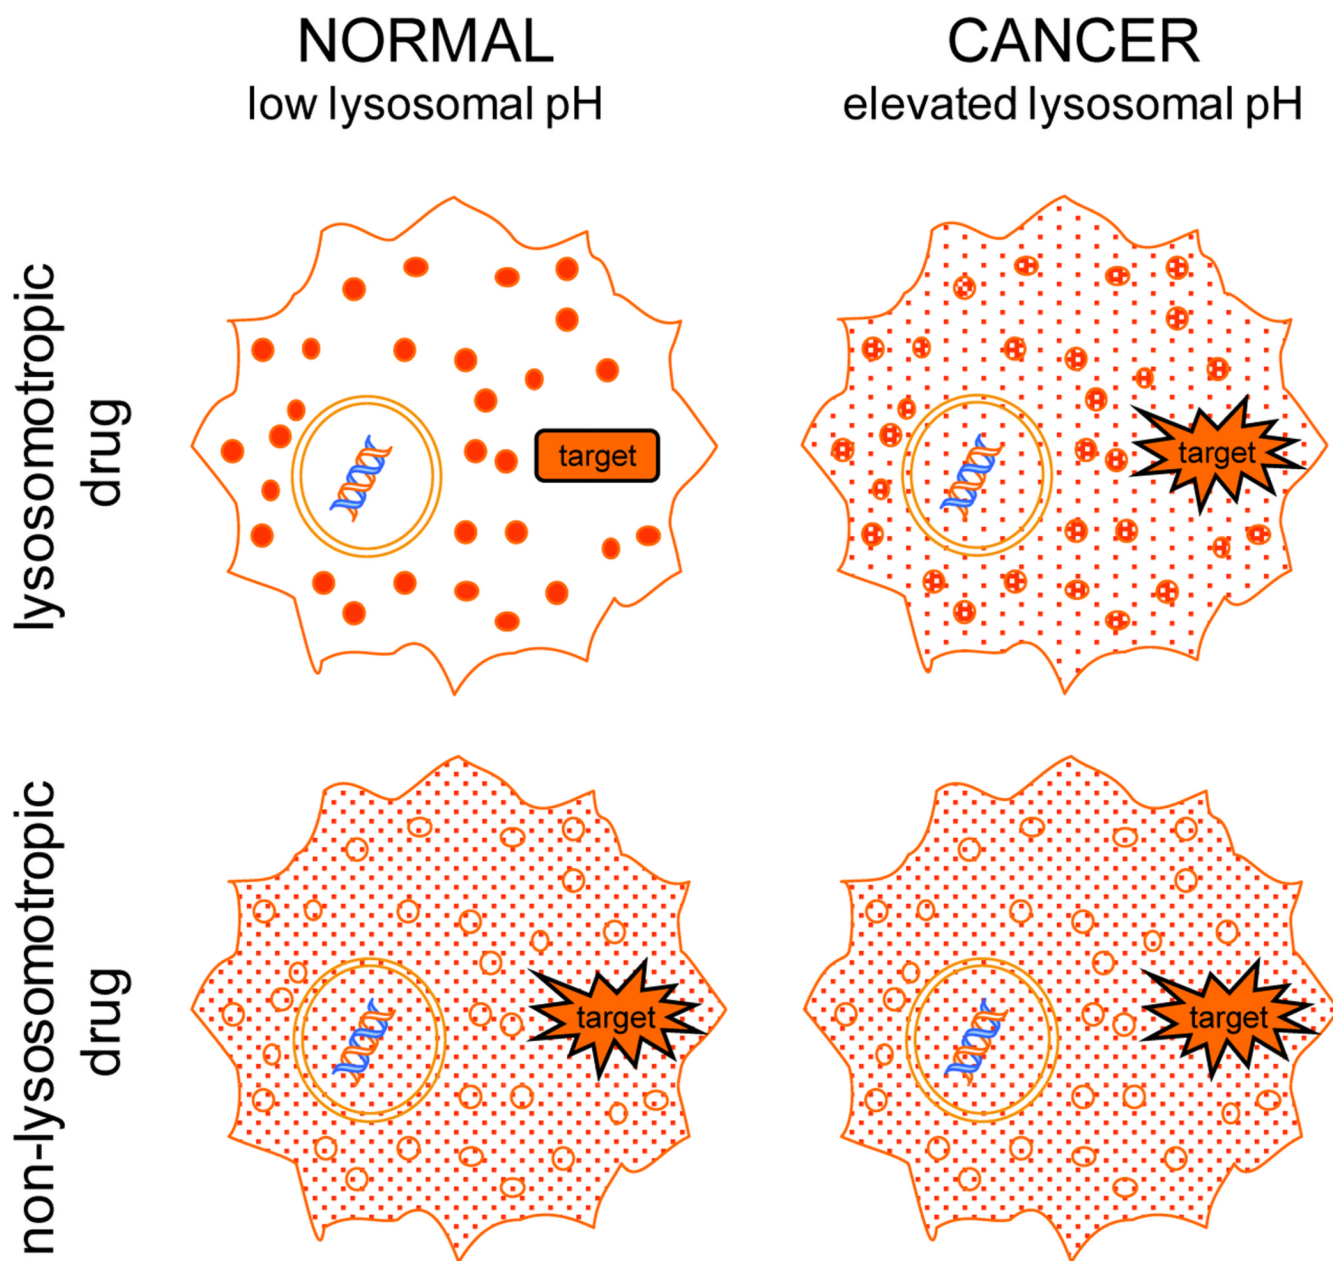 NORMAL
low lysosomal pH
CANCER
elevated lysosomal pH
lysosomotropic
drug
target
target
non-lysosomotropic
drug
target
target